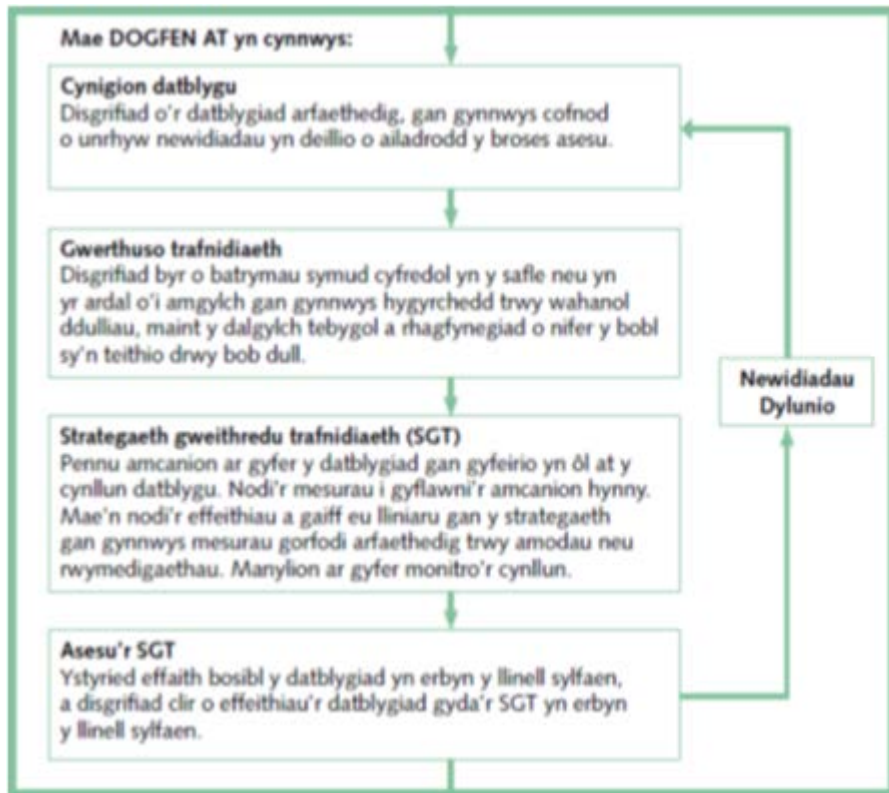 Mae DOGFEN AT yn cynnwys:
Cynigion datblygu
Disgrifiad o'r datblygiad arfaethedig, gan gynnwys cofnod
o unrhyw newidiadau yn deillio o ailadrodd y broses asesu.
Gwerthuso trafnidiaeth
Disgrifiad byr o batrymau symud cyfredol yn y safle neu yn
yr ardal o'i amgylch gan gynnwys hygyrchedd trwy wahanol
ddulliau, maint y dalgylch tebygol a rhagfynegiad o nifer y bobl
sy'n teithio drwy bob dull.
Strategaeth gweithredu trafnidiaeth (SGT)
Pennu amcanion ar gyfer y datblygiad gan gyfeirio yn ôl at y
cynllun datblygu. Nodi'r mesurau i gyflawni'r amcanion hynny.
Mae'n nodi'r effeithiau a gaiff eu lliniaru gan y strategaeth
gan gynnwys mesurau gorfodi arfaethedig trwy amodau neu
rwymedigaethau. Manylion ar gyfer monitro'r cynllun.
Asesu'r SGT
Ystyried effaith bosibl y datblygiad yn erbyn y llinell sylfaen,
a disgrifiad clir o effeithiau'r datblygiad gyda'r SGT yn erbyn
y llinell sylfaen.
Newidiadau
Dylunio